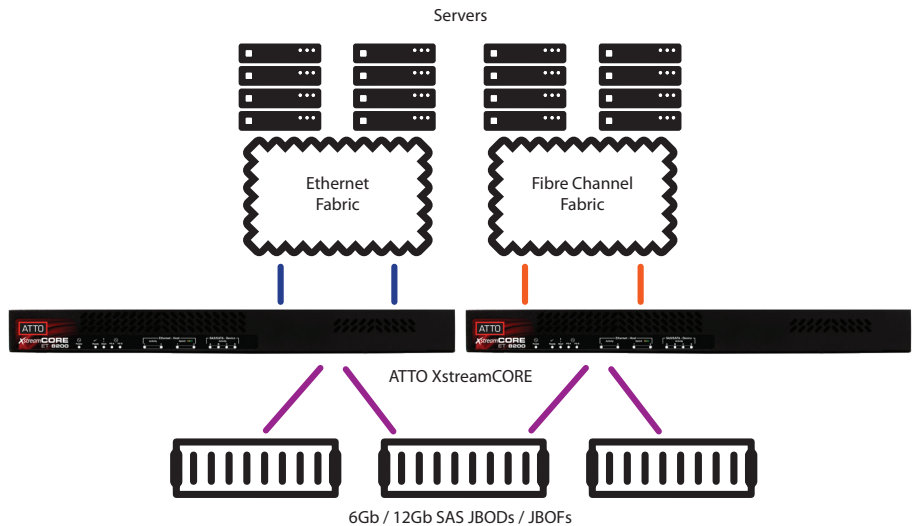 Servers
Ethernet
Fabric
Fibre Channel
Fabric
ATTO
XstreamCORE
ET 8200
ATTO
XstreamCORE
ET 8200
ATTO XstreamCORE
6Gb / 12Gb SAS JBODs / JBOFs